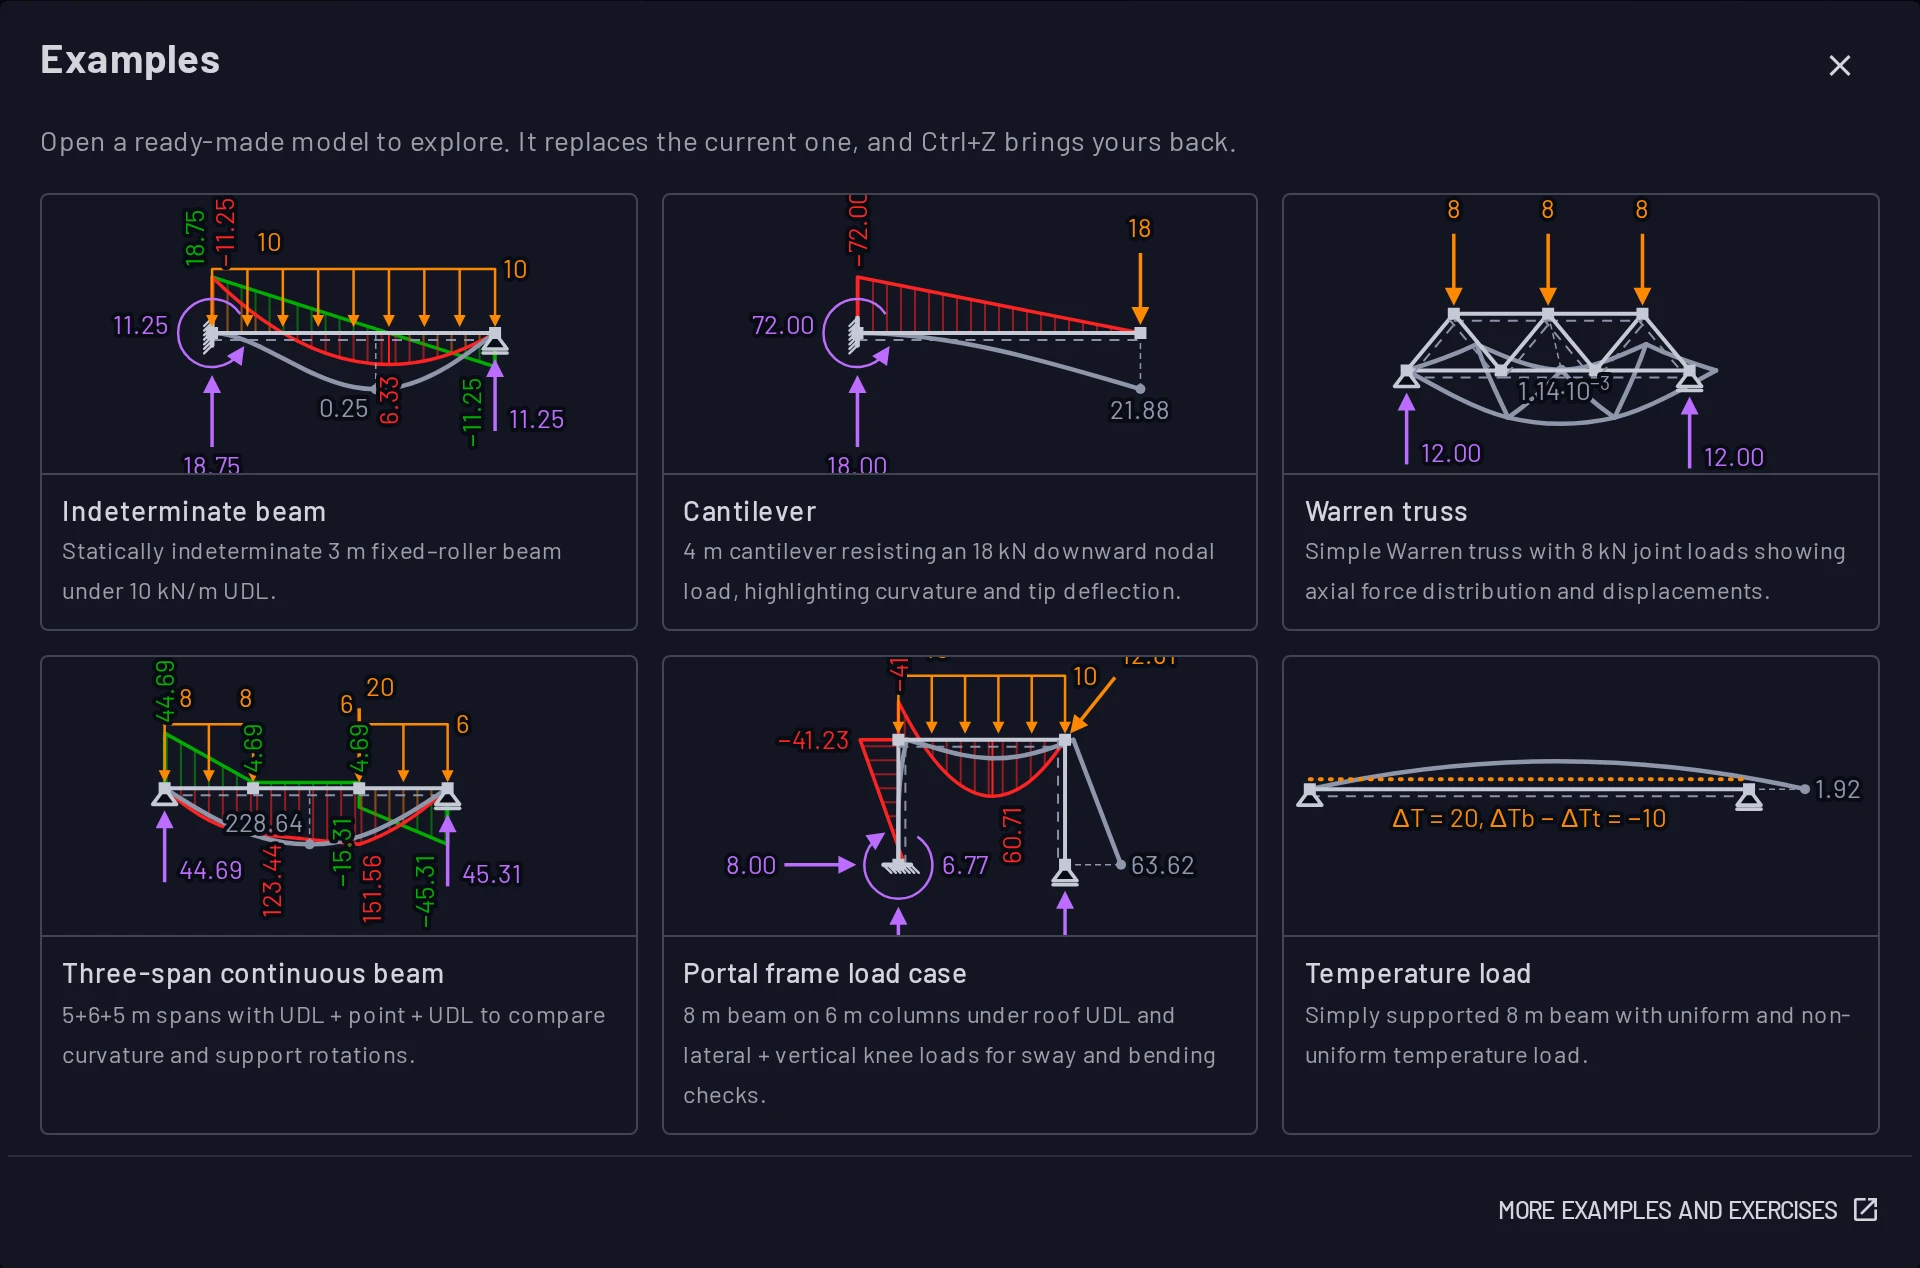 Examples
Open a ready-made model to explore. It replaces the current one, and Ctrl+Z brings yours back.
18.75
−11.25
10
10
11.25
0.25
6.33
−11.25
11.25
18.75
Indeterminate beam
Statically indeterminate 3 m fixed-roller beam
under 10 kN/m UDL.
−72.00
18
72.00
21.88
18.00
Cantilever
4 m cantilever resisting an 18 kN downward nodal
load, highlighting curvature and tip deflection.
8
8
8
1.14·10⁻³
12.00
12.00
Warren truss
Simple Warren truss with 8 kN joint loads showing
axial force distribution and displacements.
44.69
8
8
6
20
6
4.69
4.69
228.64
44.69
123.44
−15.31
151.56
−45.31
45.31
Three-span continuous beam
5+6+5 m spans with UDL + point + UDL to compare
curvature and support rotations.
−41
10
−41.23
8.00
6.77
60.71
63.62
Portal frame load case
8 m beam on 6 m columns under roof UDL and
lateral + vertical knee loads for sway and bending
checks.
1.92
ΔT = 20, ΔTb − ΔTt = −10
Temperature load
Simply supported 8 m beam with uniform and non-
uniform temperature load.
MORE EXAMPLES AND EXERCISES